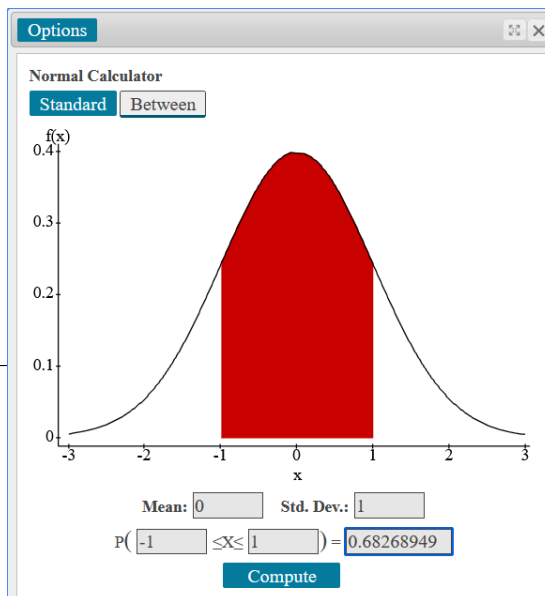 Options
Normal Calculator
Standard Between
f(x)
0.4
0.3
0.2
0.1
0
-3 -2 -1 0 1 2 3
x
Mean: 0 Std. Dev.: 1
P( -1 ≤X≤ 1 ) = 0.68268949
Compute